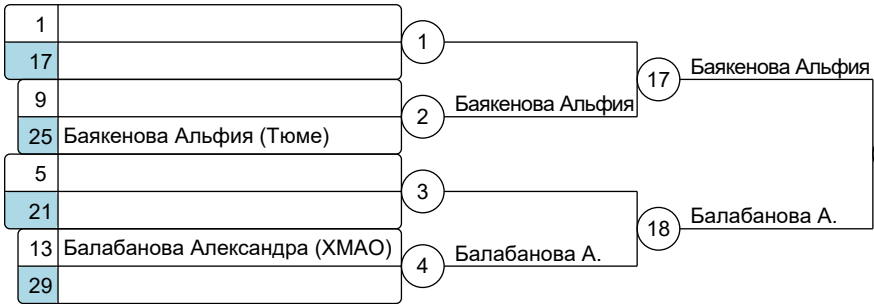 1
17
1
9
25 Баякенова Альфия (Тюме)
2
Баякенова Альфия
17
Баякенова Альфия
5
21
3
13 Балабанова Александра (ХМАО)
29
4
Балабанова А.
18
Балабанова А.